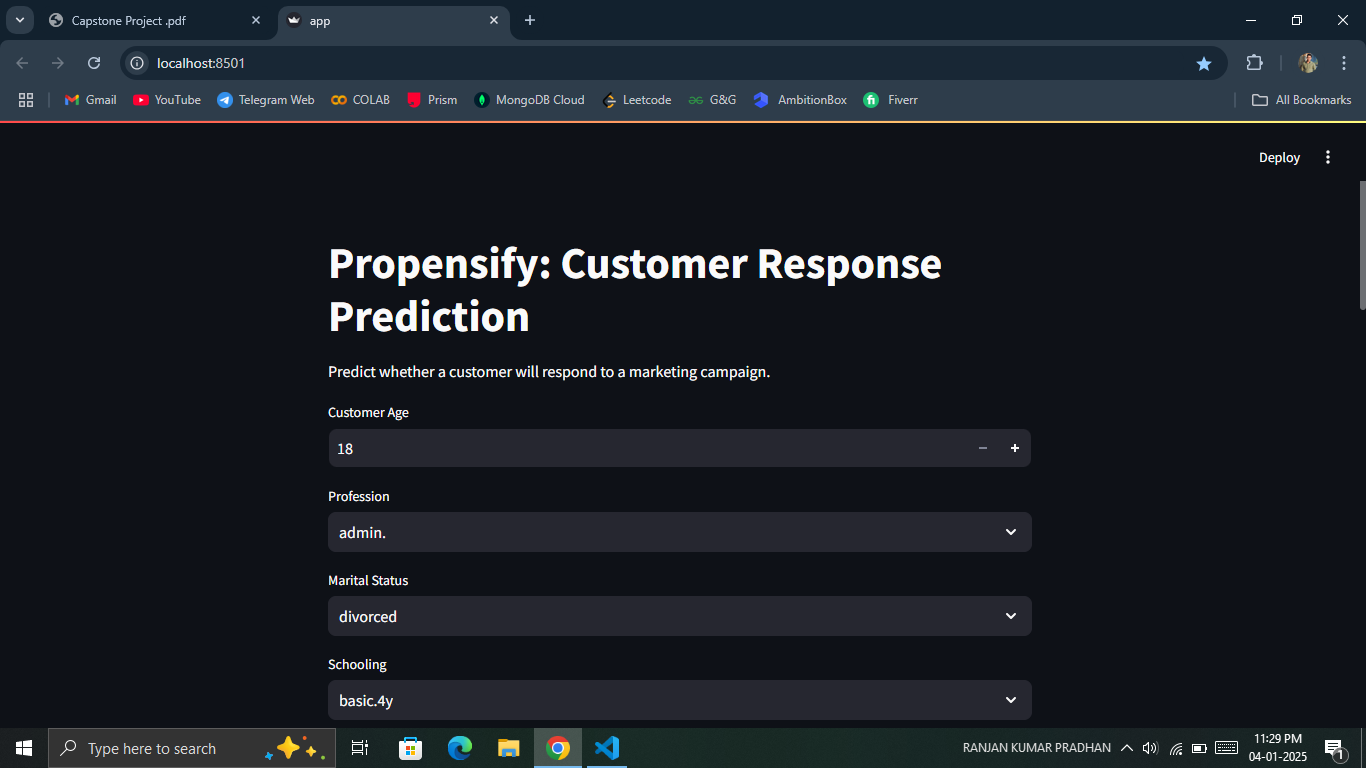 Capstone Project .pdf
app
localhost:8501
Gmail
YouTube
Telegram Web
COLAB
Prism
MongoDB Cloud
Leetcode
G&G
AmbitionBox
Fiverr
All Bookmarks
Deploy
Propensify: Customer Response
Prediction
Predict whether a customer will respond to a marketing campaign.
Customer Age
18
Profession
admin.
Marital Status
divorced
Schooling
basic.4y
Type here to search
RANJAN KUMAR PRADHAN
11:29 PM
04-01-2025
1